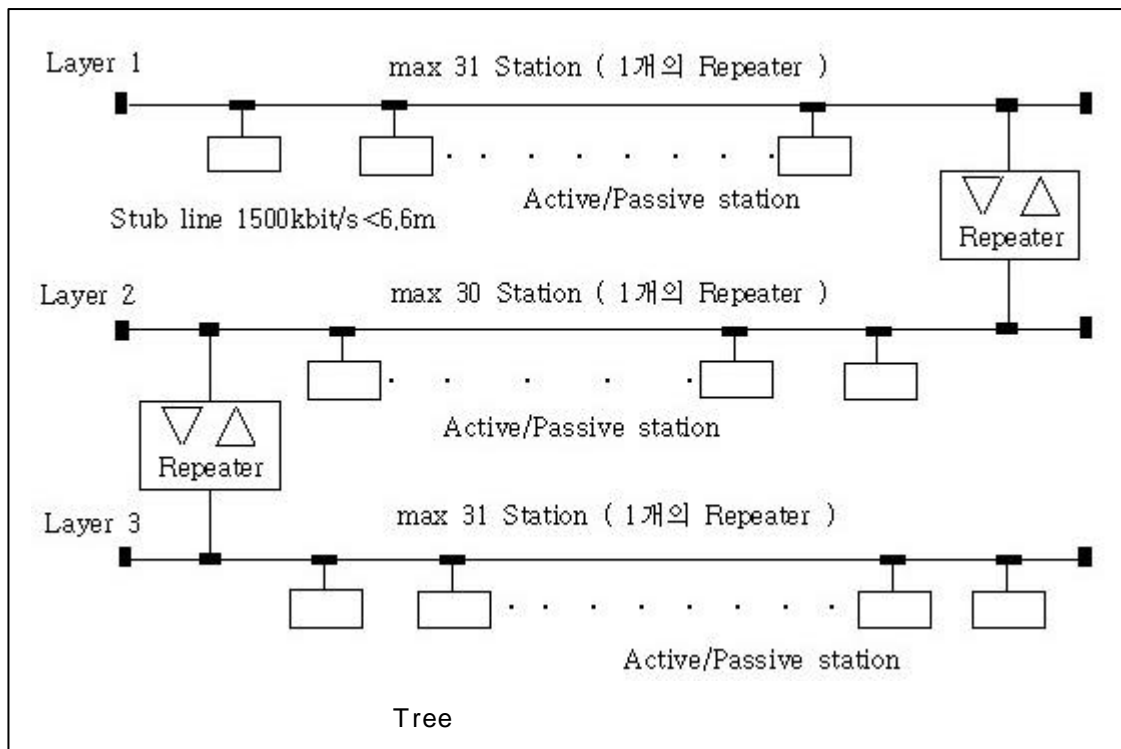 Layer 1
max 31 Station ( 1개의 Repeater )
Active/Passive station
Stub line 1500kbit/s<6,6m
Repeater
Layer 2
max 30 Station ( 1개의 Repeater )
Active/Passive station
Repeater
Layer 3
max 31 Station ( 1개의 Repeater )
Active/Passive station
Tree